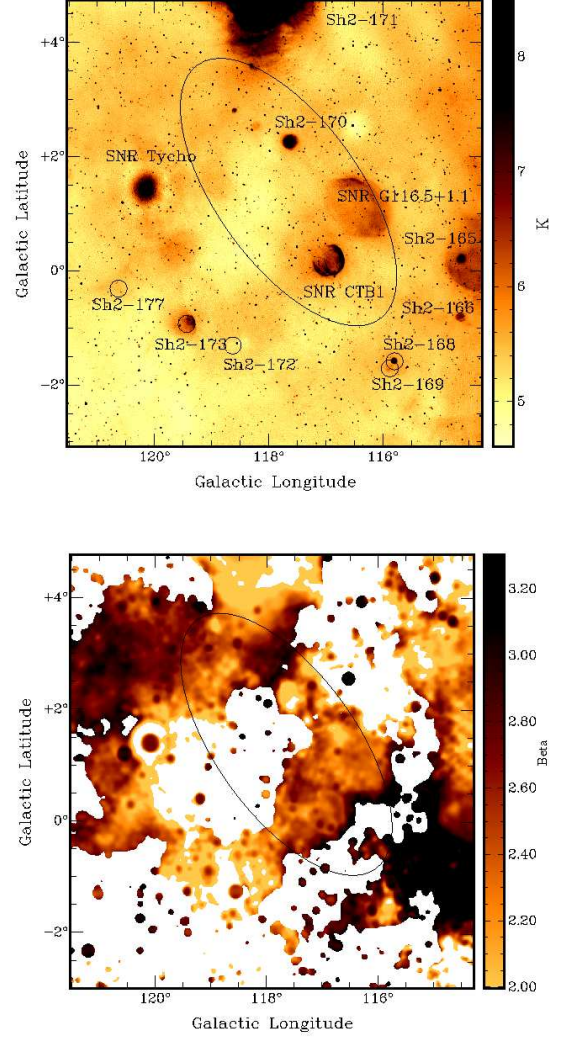 +4°
Sh2-171
8
Sh2-170
+2°
SNR Tycho
7
Galactic Latitude
SNR G116.5+1.1
K
Sh2-165
0°
SNR CTB1
6
Sh2-177
Sh2-166
Sh2-173
Sh2-168
Sh2-172
Sh2-169
-2°
5
120°
118°
116°
Galactic Longitude
3.20
+4°
3.00
+2°
2.80
Galactic Latitude
Beta
2.60
0°
2.40
2.20
-2°
2.00
120°
118°
116°
Galactic Longitude